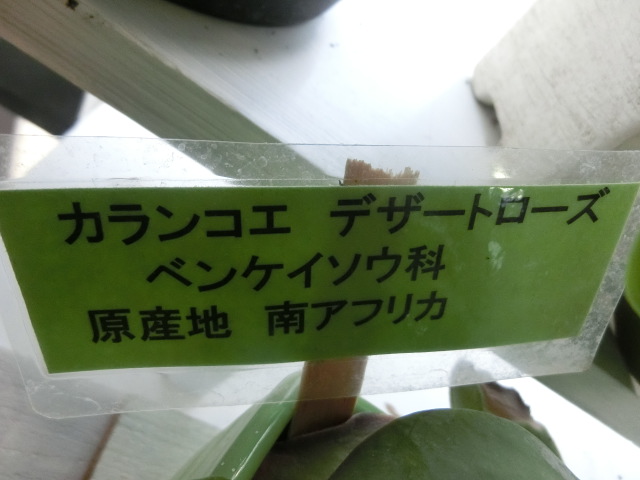 カランコエ　デザートローズ
ベンケイソウ科
原産地　南アフリカ